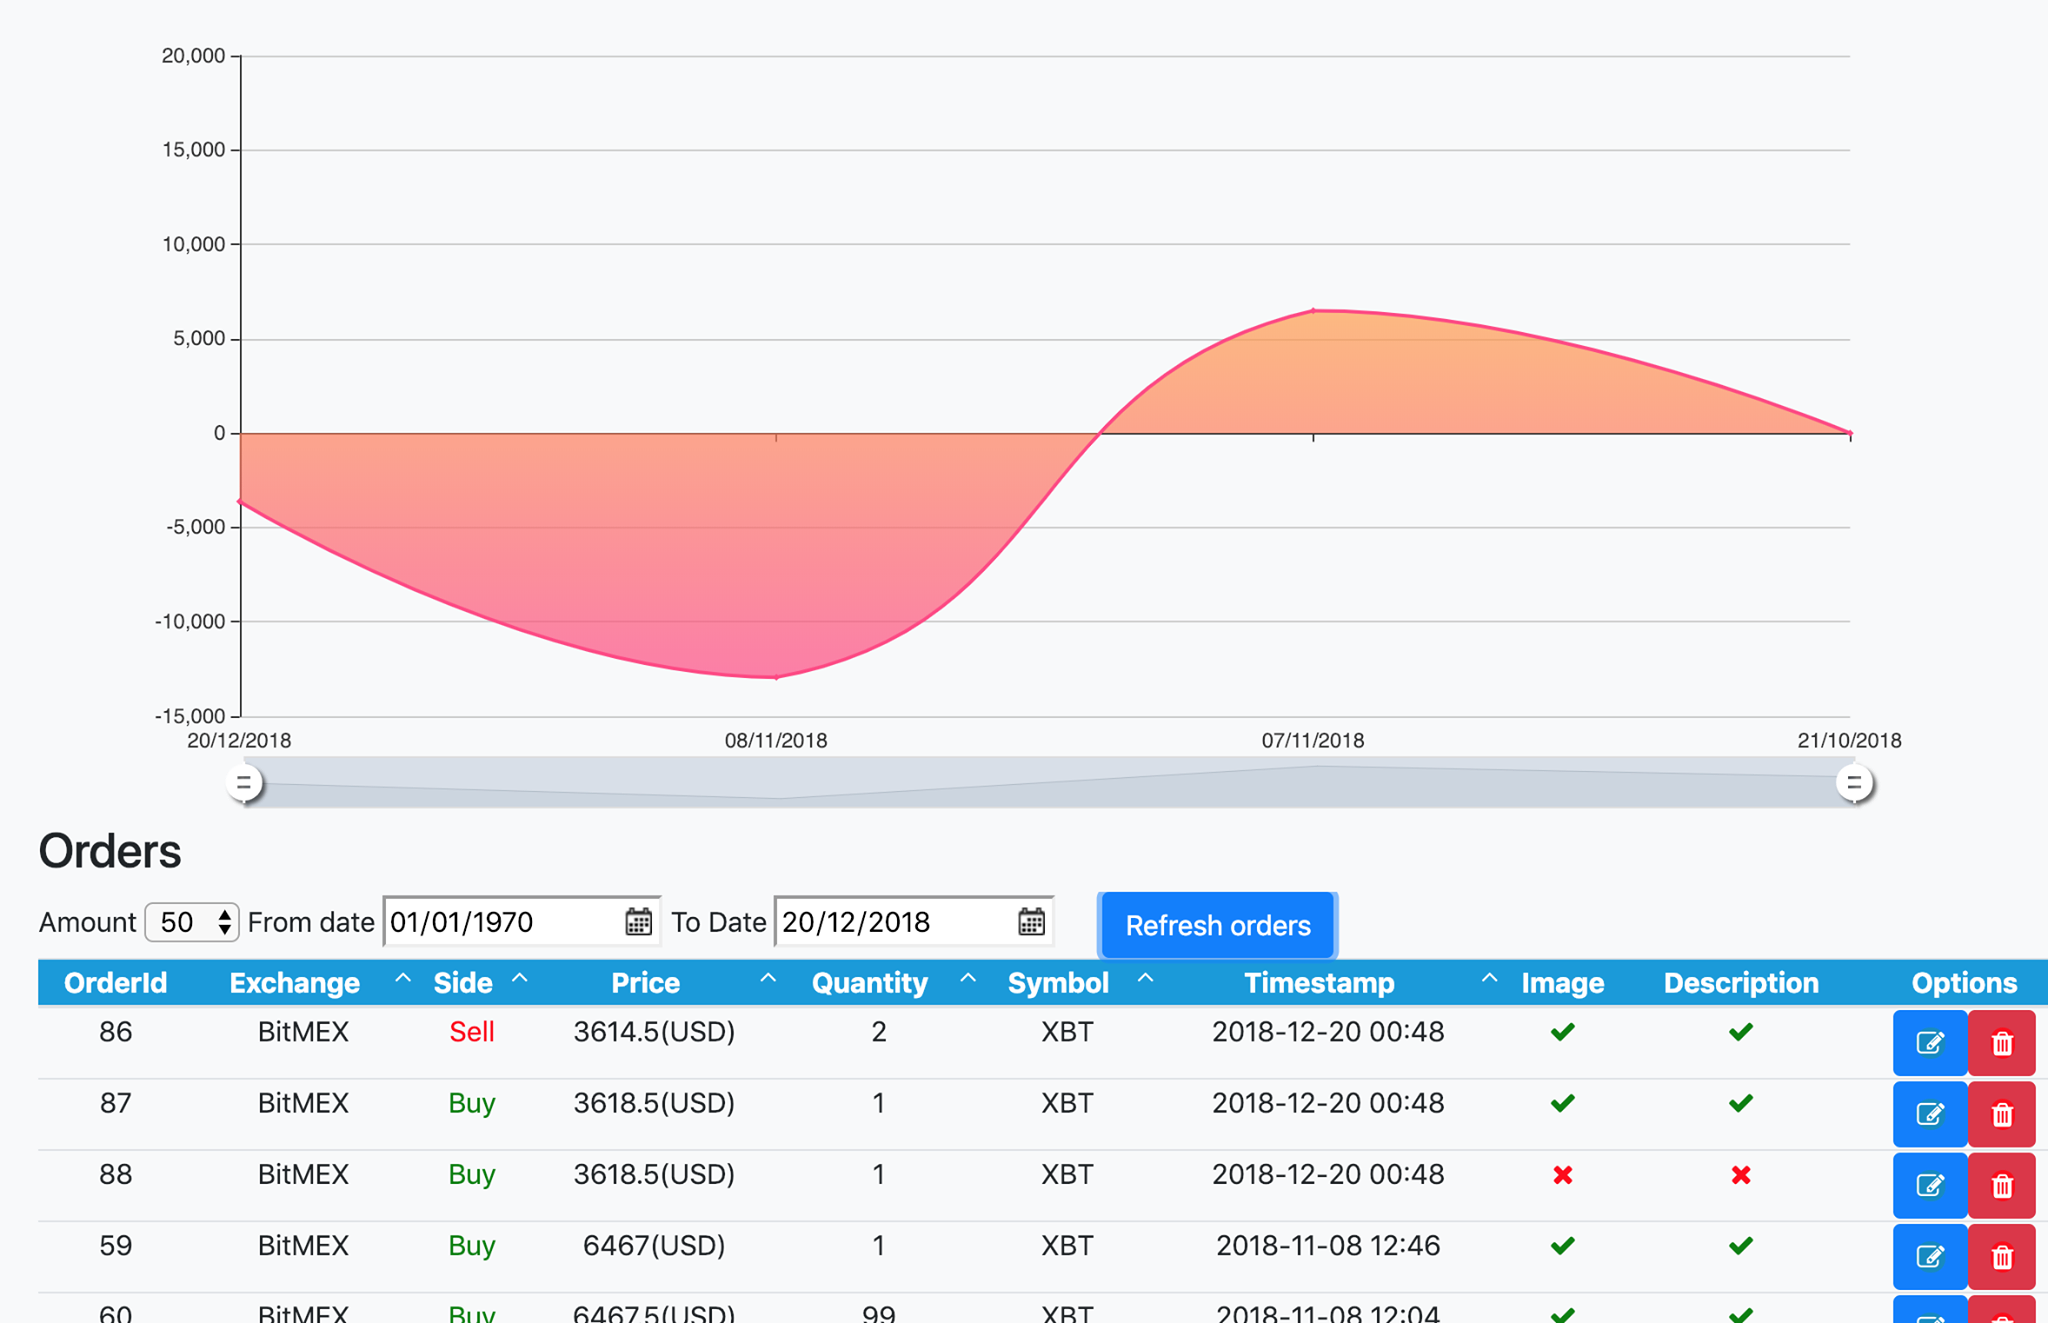 20,000
15,000
10,000
5,000
0
-5,000
-10,000
-15,000
20/12/2018 08/11/2018 07/11/2018 21/10/2018
Orders
Amount 50 From date 01/01/1970 To Date 20/12/2018 Refresh orders
OrderId Exchange Side Price Quantity Symbol Timestamp Image Description Options
86 BitMEX Sell 3614.5(USD) 2 XBT 2018-12-20 00:48
87 BitMEX Buy 3618.5(USD) 1 XBT 2018-12-20 00:48
88 BitMEX Buy 3618.5(USD) 1 XBT 2018-12-20 00:48
59 BitMEX Buy 6467(USD) 1 XBT 2018-11-08 12:46
60 BitMEX Buy 6467.5(USD) 99 XBT 2018-11-08 12:04